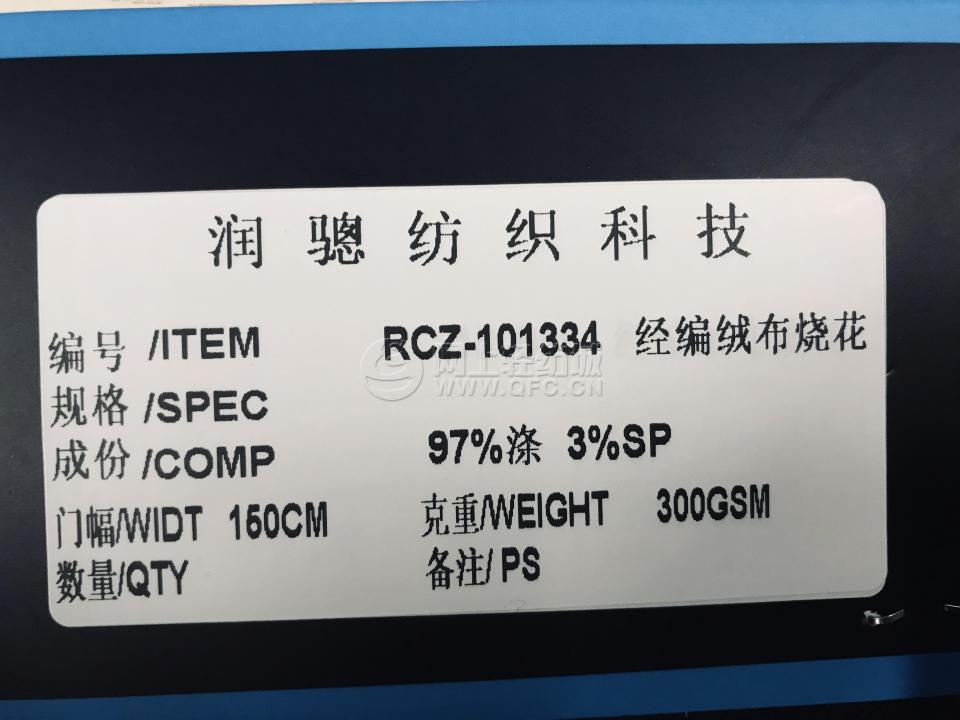 润骢纺织科技
编号/ITEM RCZ-101334 经编绒布烧花
网上轻纺城
WWW.QFC.CN
规格/SPEC
成份/COMP 97%涤 3%SP
门幅/WIDT 150CM 克重/WEIGHT 300GSM
数量/QTY 备注/PS